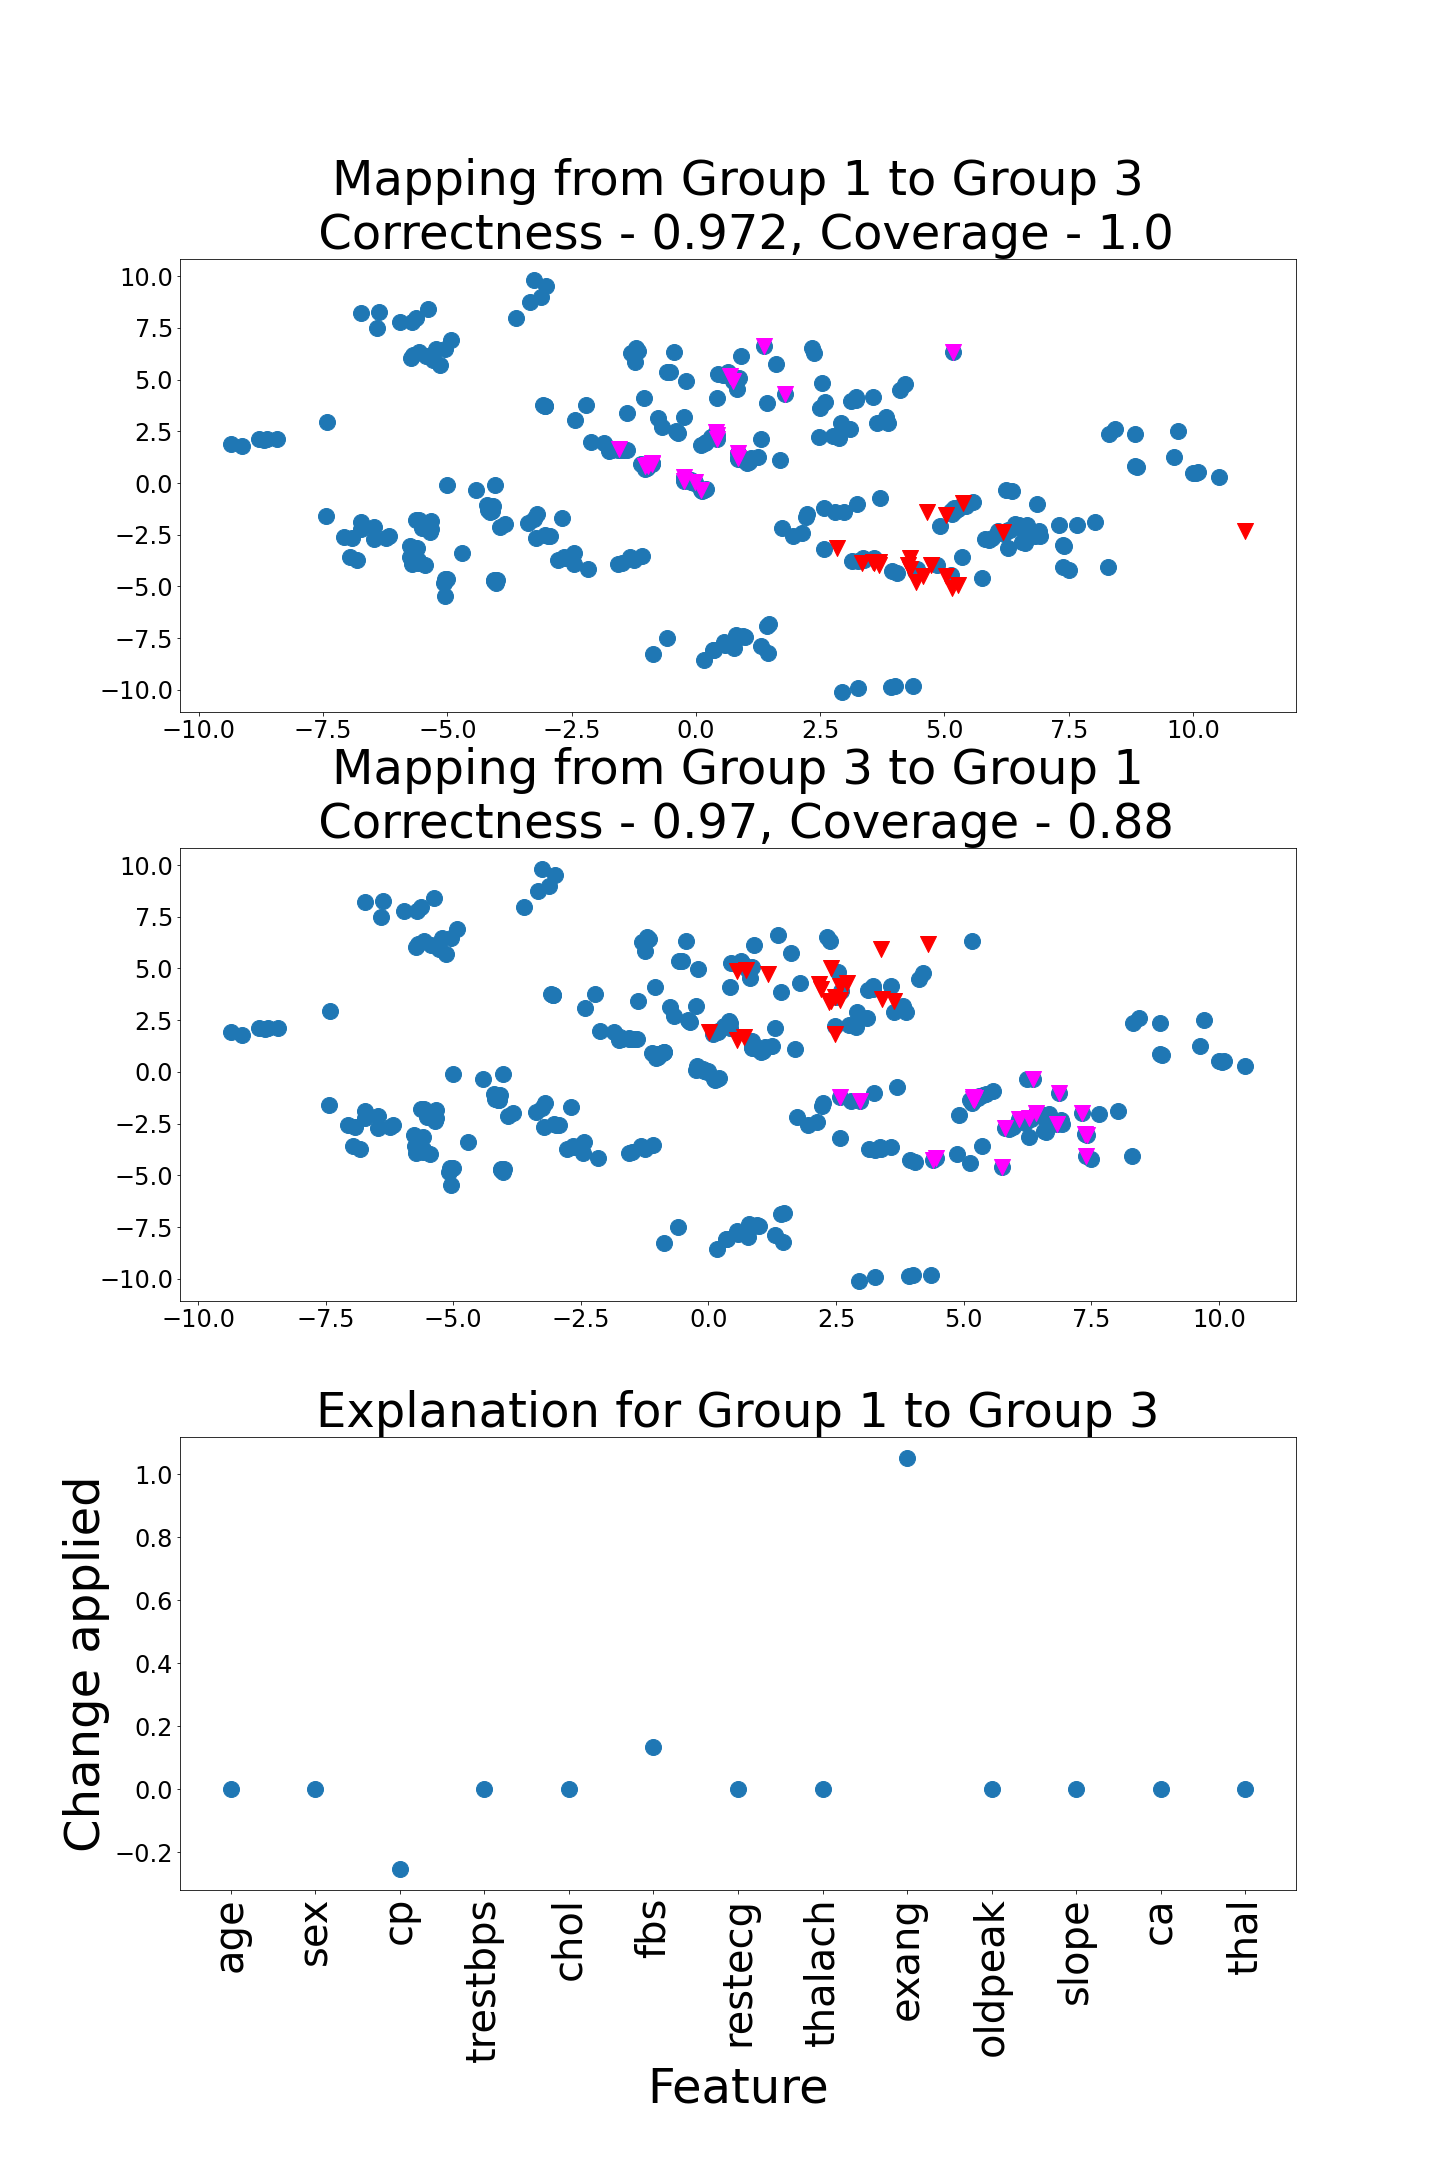 Mapping from Group 1 to Group 3
Correctness - 0.972, Coverage - 1.0
10.0
7.5
5.0
2.5
0.0
−2.5
−5.0
−7.5
−10.0
−10.0 −7.5 −5.0 −2.5 0.0 2.5 5.0 7.5 10.0
Mapping from Group 3 to Group 1
Correctness - 0.97, Coverage - 0.88
10.0
7.5
5.0
2.5
0.0
−2.5
−5.0
−7.5
−10.0
−10.0 −7.5 −5.0 −2.5 0.0 2.5 5.0 7.5 10.0
Explanation for Group 1 to Group 3
Change applied
1.0
0.8
0.6
0.4
0.2
0.0
−0.2
age sex cp trestbps chol fbs restecg thalach exang oldpeak slope ca thal
Feature